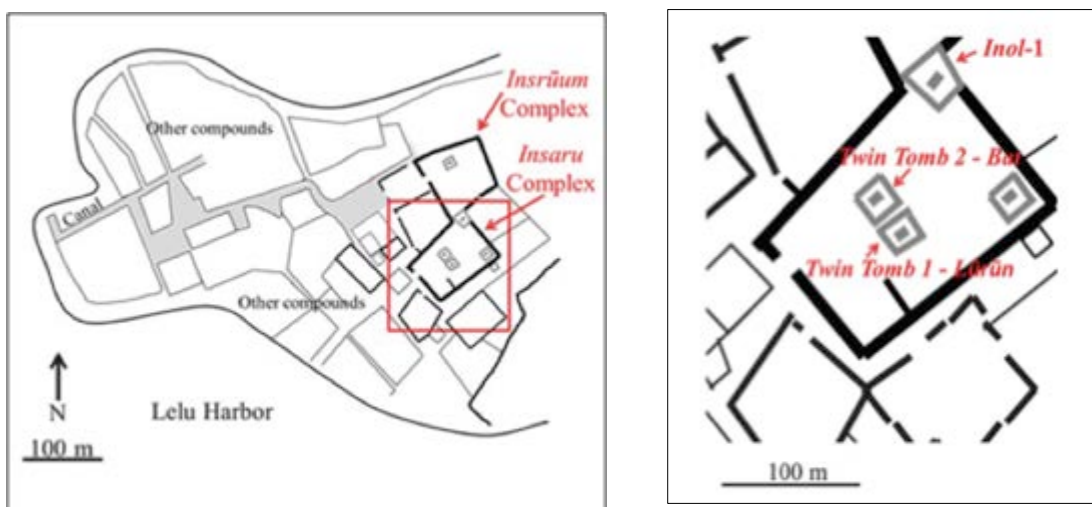 Insrūum
Complex
Other compounds
Insaru
Complex
Canal
Other compounds
N
Lelu Harbor
100 m
Inol-1
Twin Tomb 2 - Bat
Twin Tomb 1 - Lūrūn
100 m